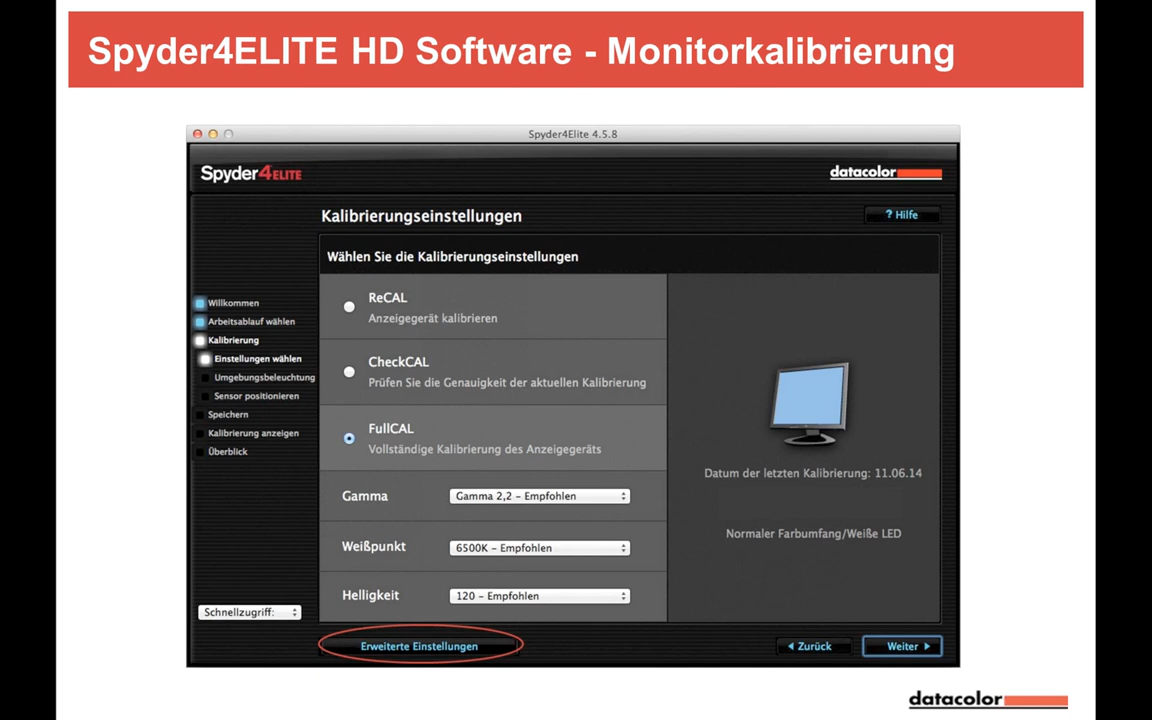 Spyder4ELITE HD Software - Monitorkalibrierung
Spyder4Elite 4.5.8
Spyder4ELITE
datacolor
Kalibrierungseinstellungen
? Hilfe
Wählen Sie die Kalibrierungseinstellungen
Willkommen
Arbeitsablauf wählen
Kalibrierung
Einstellungen wählen
Umgebungsbeleuchtung
Sensor positionieren
Speichern
Kalibrierung anzeigen
Überblick
Schnellzugriff:
ReCAL
Anzeigegerät kalibrieren
CheckCAL
Prüfen Sie die Genauigkeit der aktuellen Kalibrierung
FullCAL
Vollständige Kalibrierung des Anzeigegeräts
Gamma
Gamma 2,2 – Empfohlen
Weißpunkt
6500K – Empfohlen
Helligkeit
120 – Empfohlen
Datum der letzten Kalibrierung: 11.06.14
Normaler Farbumfang/Weiße LED
Erweiterte Einstellungen
Zurück
Weiter
datacolor